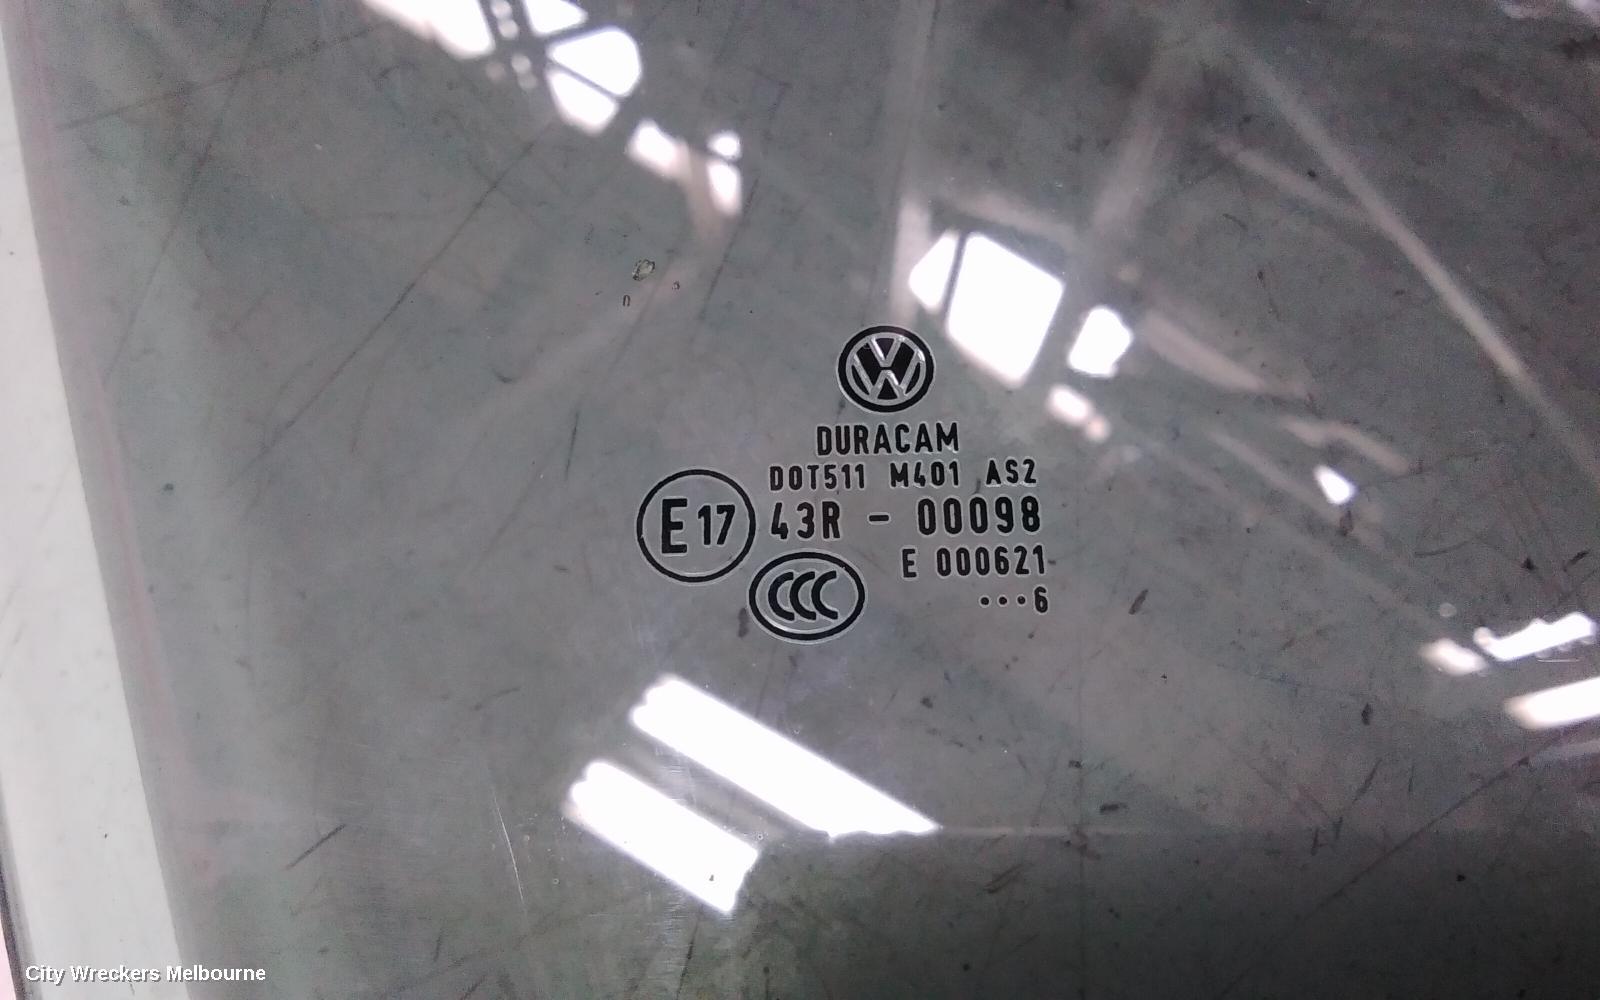 DURACAM
DOT511 M401 AS2
E17 43R - 00098
E 000621
CCC ...6
City Wreckers Melbourne